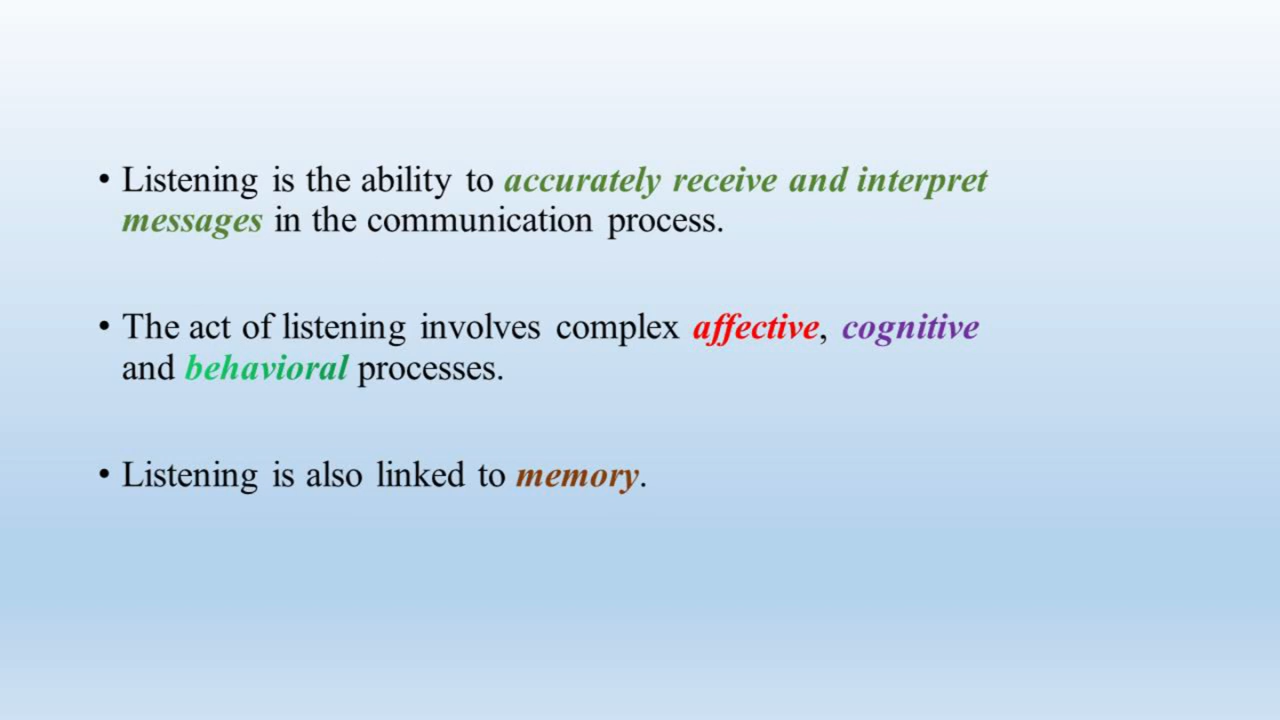 • Listening is the ability to accurately receive and interpret
messages in the communication process.
• The act of listening involves complex affective, cognitive
and behavioral processes.
• Listening is also linked to memory.